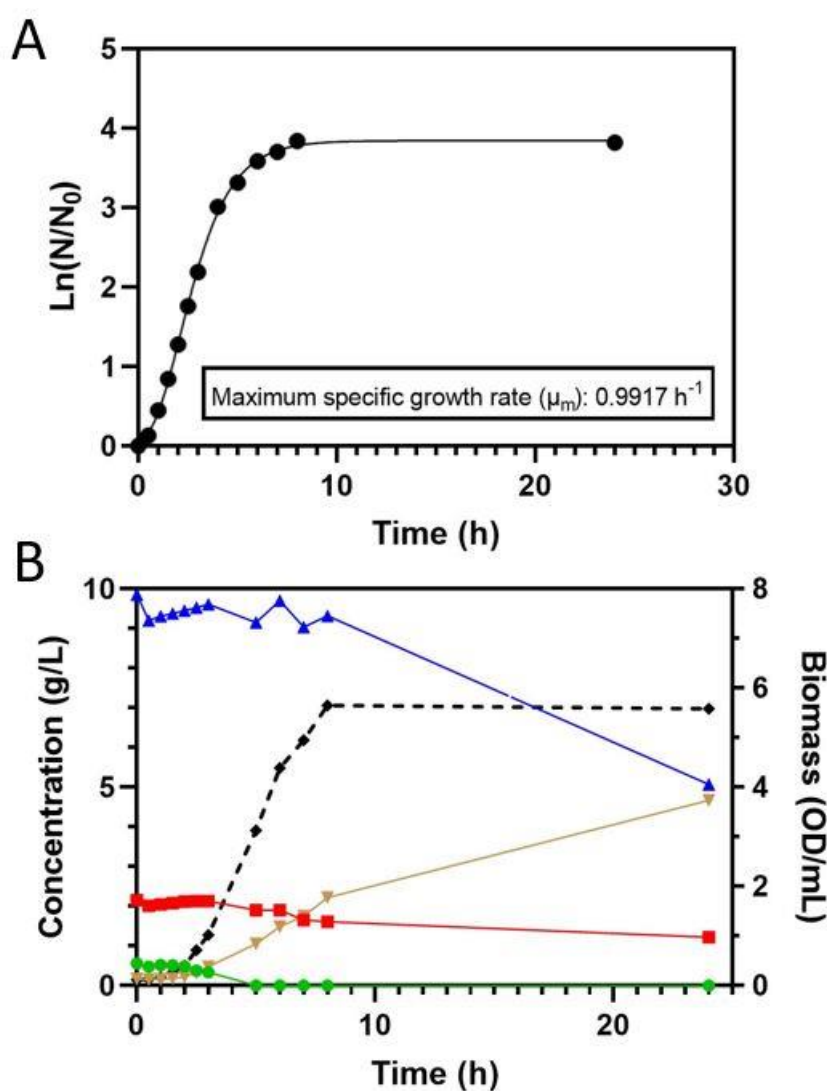 A
5
4
3
2
1
0
Ln(N/N₀)
Maximum specific growth rate (μₘ): 0.9917 h⁻¹
0 10 20 30
Time (h)
B
10
5
0
Concentration (g/L)
8
6
4
2
0
Biomass (OD/mL)
0 10 20
Time (h)